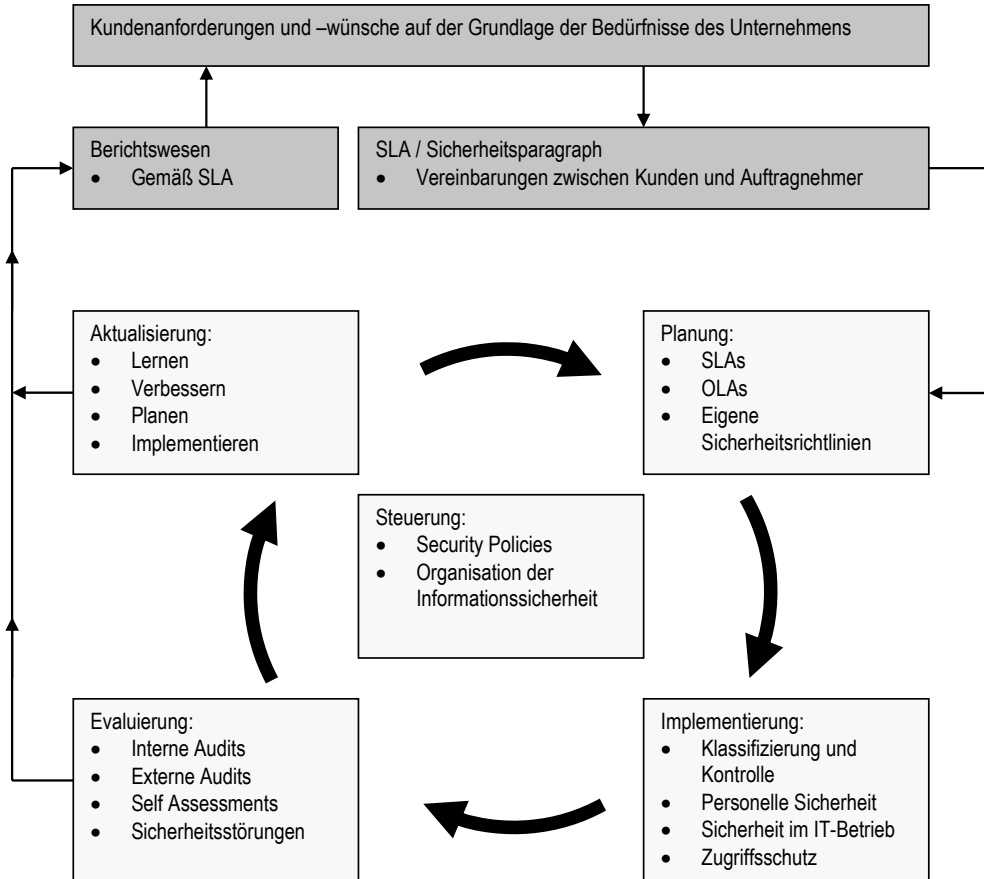 Kundenanforderungen und –wünsche auf der Grundlage der Bedürfnisse des Unternehmens
Berichtswesen
• Gemäß SLA
SLA / Sicherheitsparagraph
• Vereinbarungen zwischen Kunden und Auftragnehmer
Aktualisierung:
• Lernen
• Verbessern
• Planen
• Implementieren
Planung:
• SLAs
• OLAs
• Eigene
Sicherheitsrichtlinien
Steuerung:
• Security Policies
• Organisation der
Informationssicherheit
Evaluierung:
• Interne Audits
• Externe Audits
• Self Assessments
• Sicherheitsstörungen
Implementierung:
• Klassifizierung und
Kontrolle
• Personelle Sicherheit
• Sicherheit im IT-Betrieb
• Zugriffsschutz